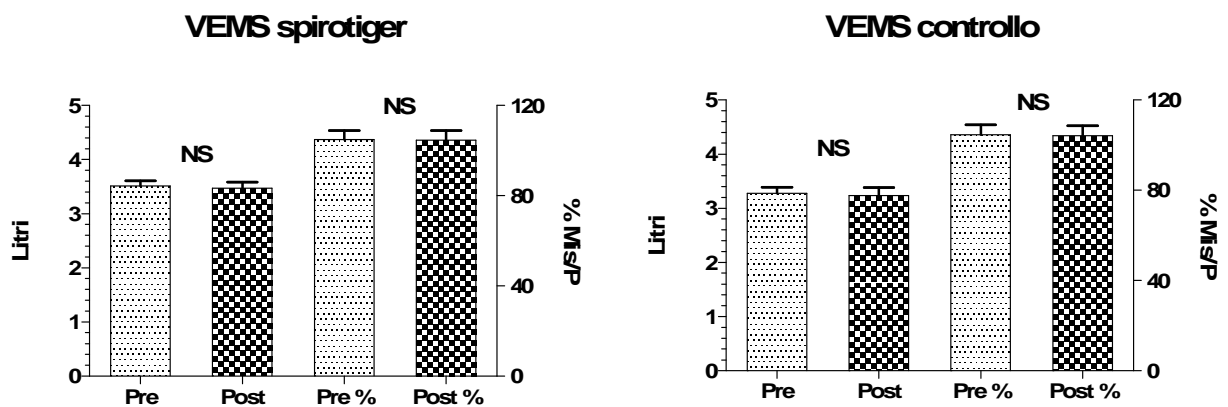 VEMS spirotiger
5
4
3
2
1
0
Litri
NS
NS
120
80
40
0
% Mis/P
Pre
Post
Pre %
Post %
VEMS controllo
5
4
3
2
1
0
Litri
NS
NS
120
80
40
0
% Mis/P
Pre
Post
Pre %
Post %